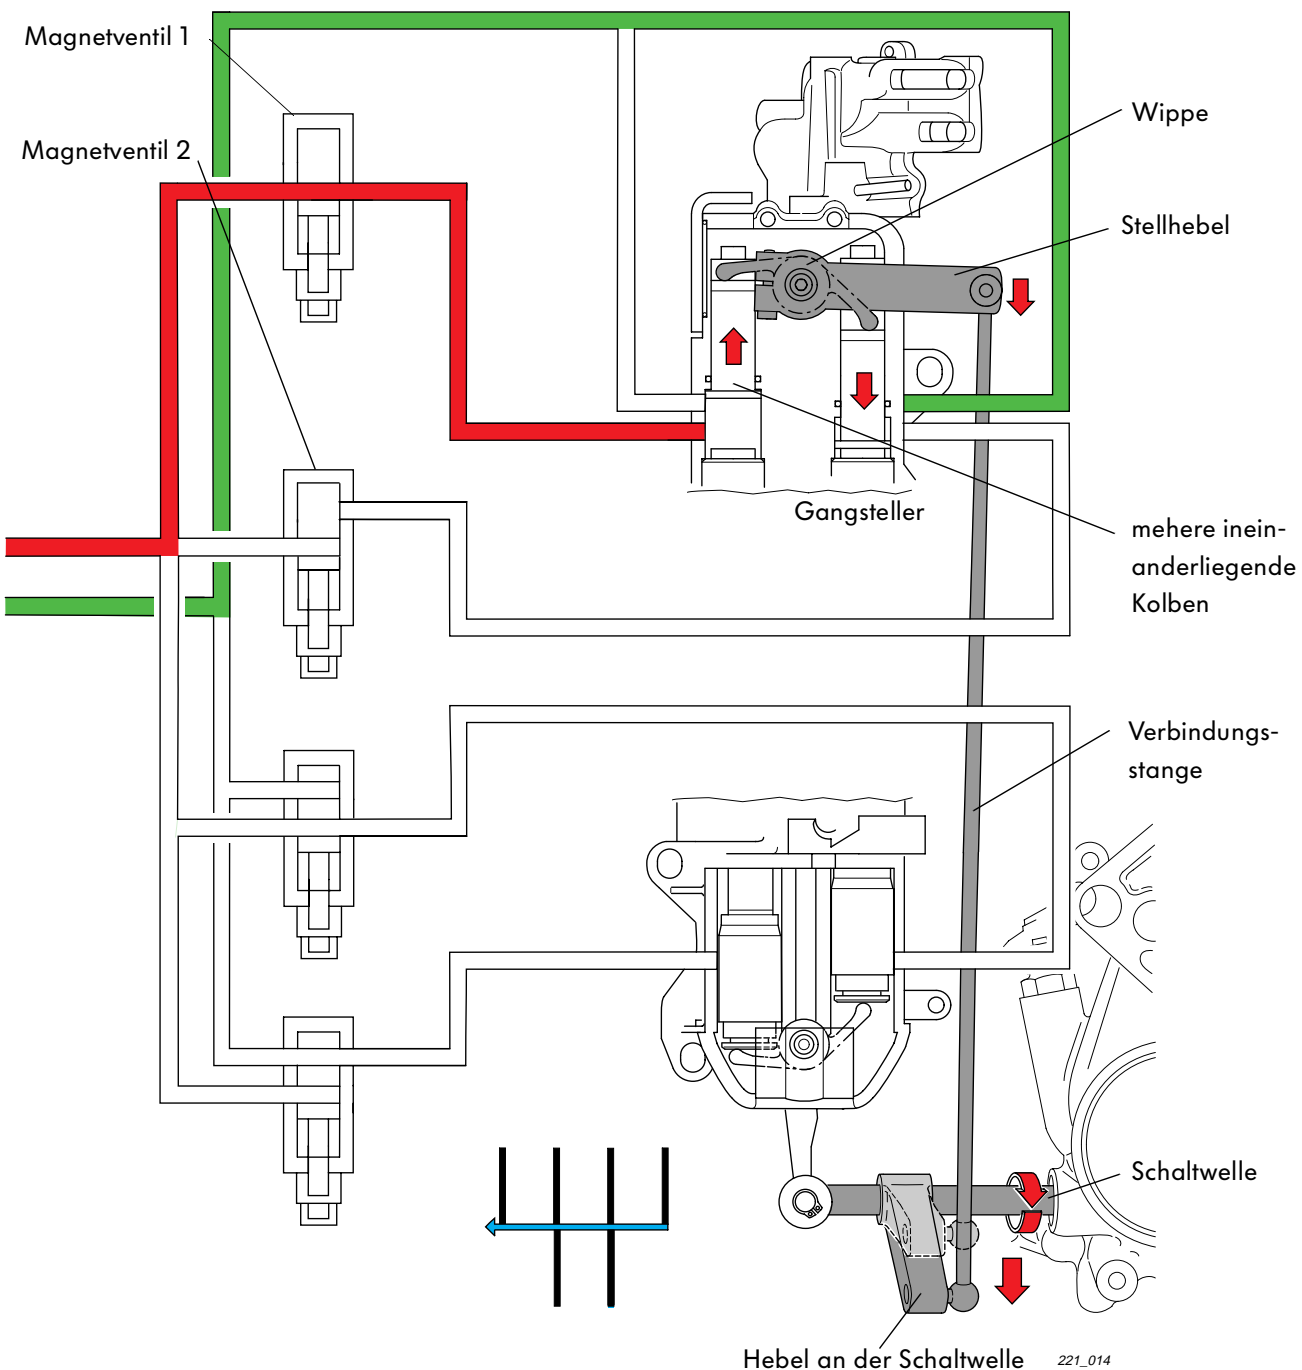 Magnetventil 1
Magnetventil 2
Wippe
Stellhebel
Gangsteller
mehere inein-
anderliegende
Kolben
Verbindungs-
stange
Schaltwelle
Hebel an der Schaltwelle
221_014